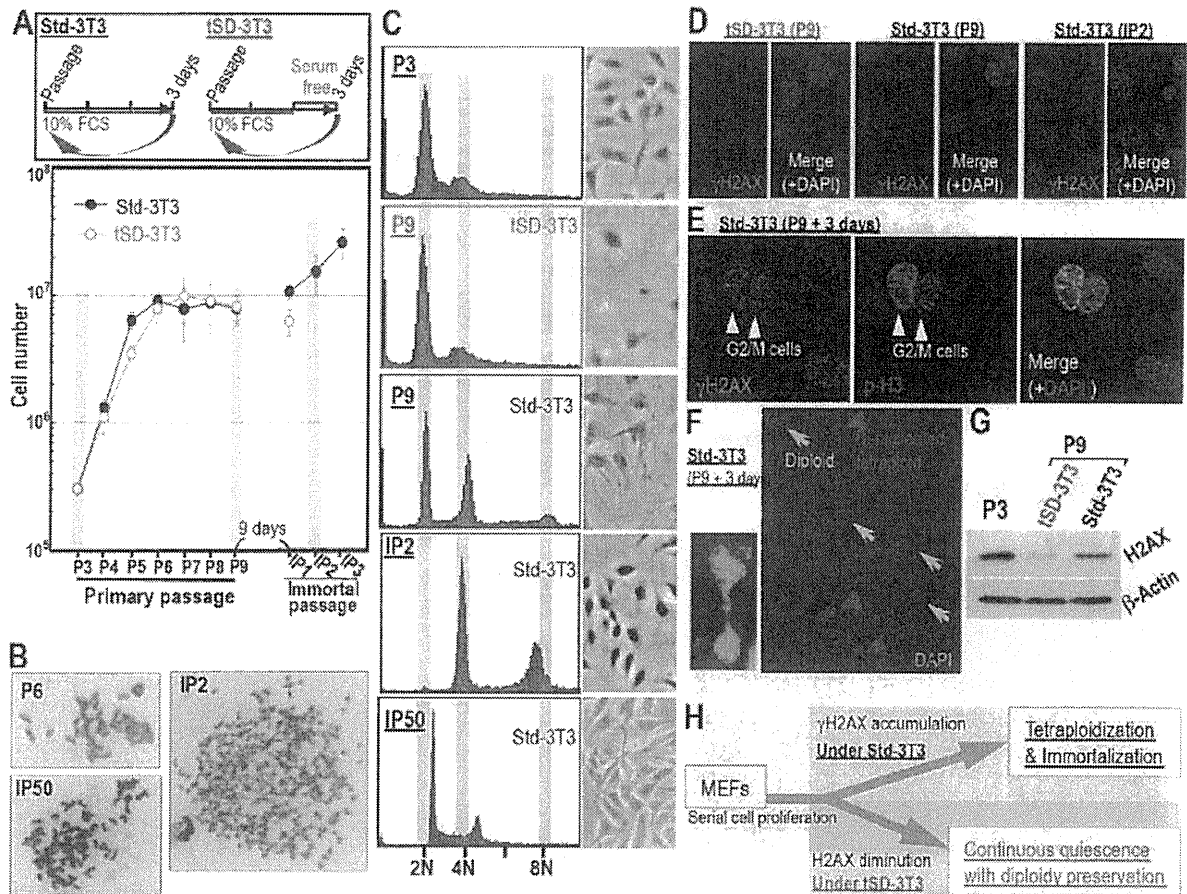 A
Std-3T3
tSD-3T3
Passage
3 days
Passage
Serum
free
3 days
10% FCS
10% FCS
10⁸
10⁷
10⁶
10⁵
Cell number
Std-3T3
tSD-3T3
9 days
P3
P4
P5
P6
P7
P8
P9
IP1
IP2
IP3
Primary passage
Immortal
passage
B
P6
IP2
IP50
C
P3
P9
tSD-3T3
P9
Std-3T3
IP2
Std-3T3
IP50
Std-3T3
2N
4N
8N
D
tSD-3T3 (P9)
Std-3T3 (P9)
Std-3T3 (IP2)
γH2AX
Merge
(+DAPI)
γH2AX
Merge
(+DAPI)
γH2AX
Merge
(+DAPI)
E
Std-3T3 (P9 + 3 days)
G2/M cells
γH2AX
G2/M cells
p-H3
Merge
(+DAPI)
F
Std-3T3
(P9 + 3 day
Diploid
DAPI
G
P9
P3
tSD-3T3
Std-3T3
H2AX
β-Actin
H
γH2AX accumulation
Under Std-3T3
Tetraploidization
& Immortalization
MEFs
Serial cell proliferation
H2AX diminution
Under tSD-3T3
Continuous quiescence
with diploidy preservation